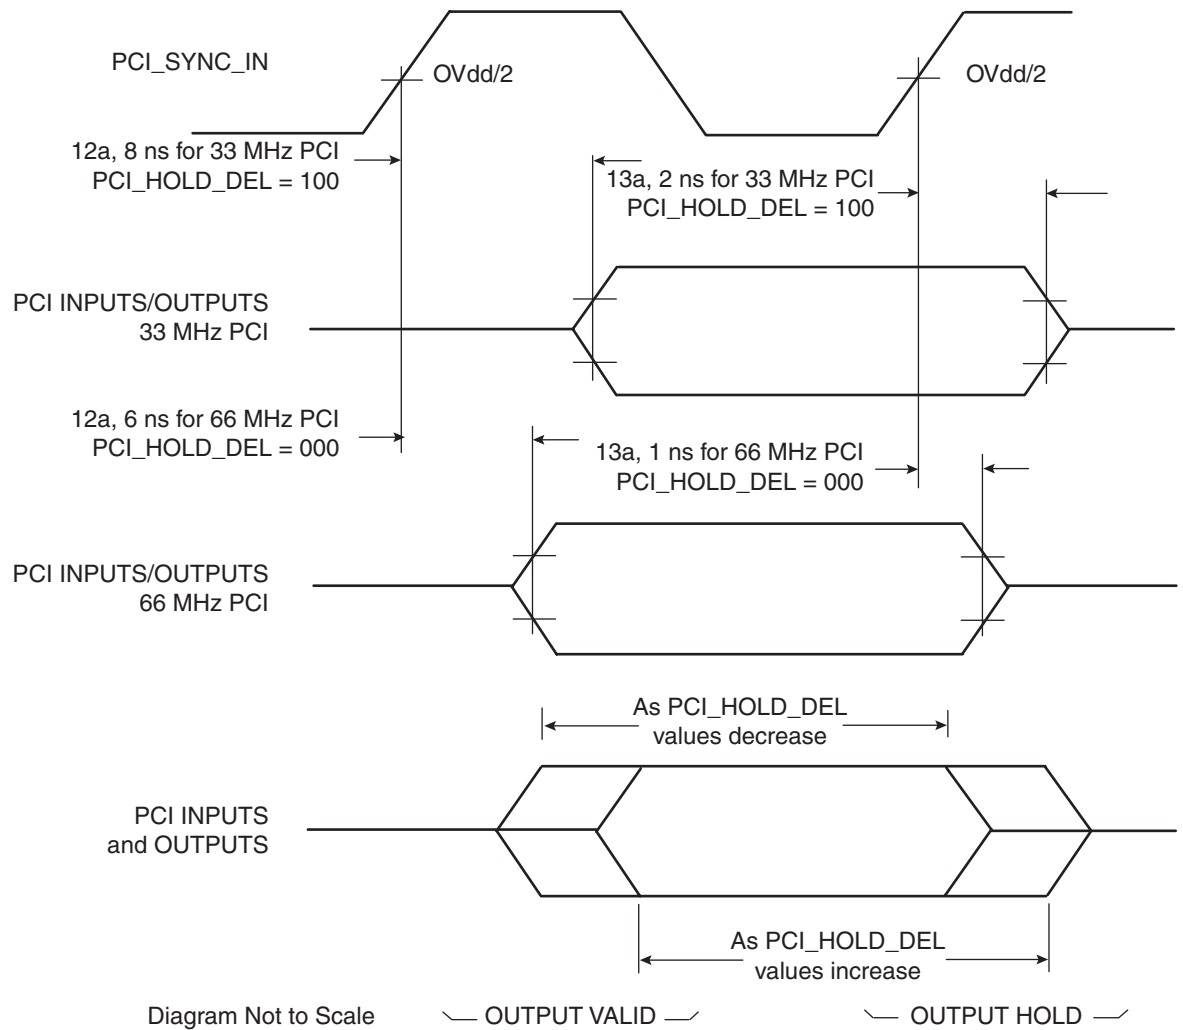 PCI_SYNC_IN
OVdd/2
OVdd/2
12a, 8 ns for 33 MHz PCI
PCI_HOLD_DEL = 100
13a, 2 ns for 33 MHz PCI
PCI_HOLD_DEL = 100
PCI INPUTS/OUTPUTS
33 MHz PCI
12a, 6 ns for 66 MHz PCI
PCI_HOLD_DEL = 000
13a, 1 ns for 66 MHz PCI
PCI_HOLD_DEL = 000
PCI INPUTS/OUTPUTS
66 MHz PCI
As PCI_HOLD_DEL
values decrease
PCI INPUTS
and OUTPUTS
As PCI_HOLD_DEL
values increase
Diagram Not to Scale
OUTPUT VALID
OUTPUT HOLD